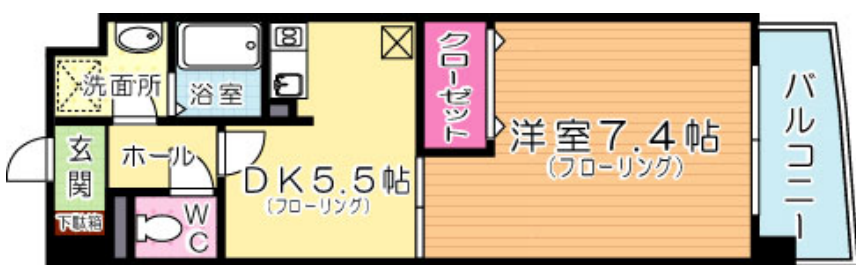 洗面所
浴室
玄関
下駄箱
ホール
WC
DK5.5帖
(フローリング)
クローゼット
洋室7.4帖
(フローリング)
バルコニー